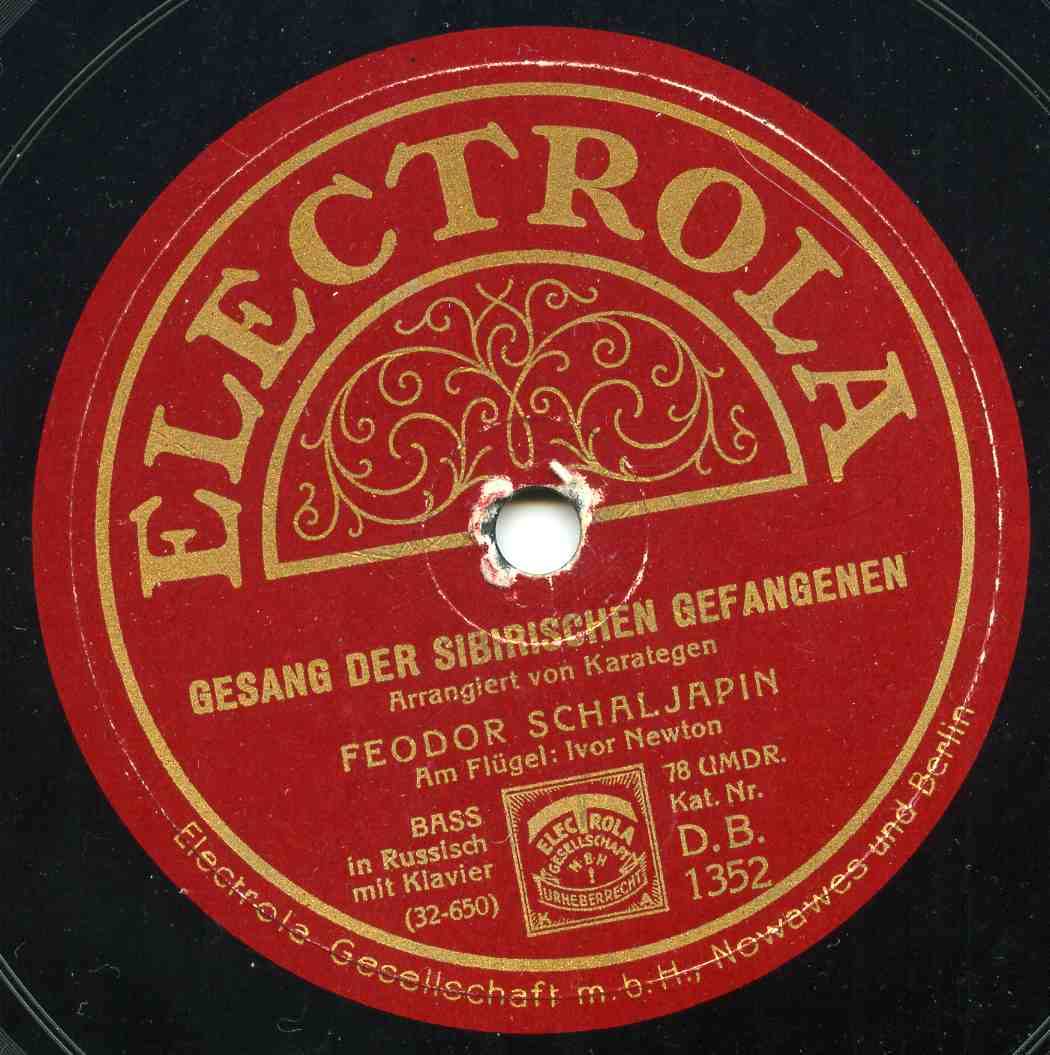 ELECTROLA
GESANG DER SIBIRISCHEN GEFANGENEN
Arrangiert von Karategen
FEODOR SCHALJAPIN
Am Flügel: Ivor Newton
BASS
in Russisch
mit Klavier
(32-650)
ELECTROLA
GESELLSCHAFT
M·B·H
!
URHEBERRECHT
K A
78 UMDR.
Kat. Nr.
D.B.
1352
Electrola Gesellschaft m.b.H., Nowawes und Berlin